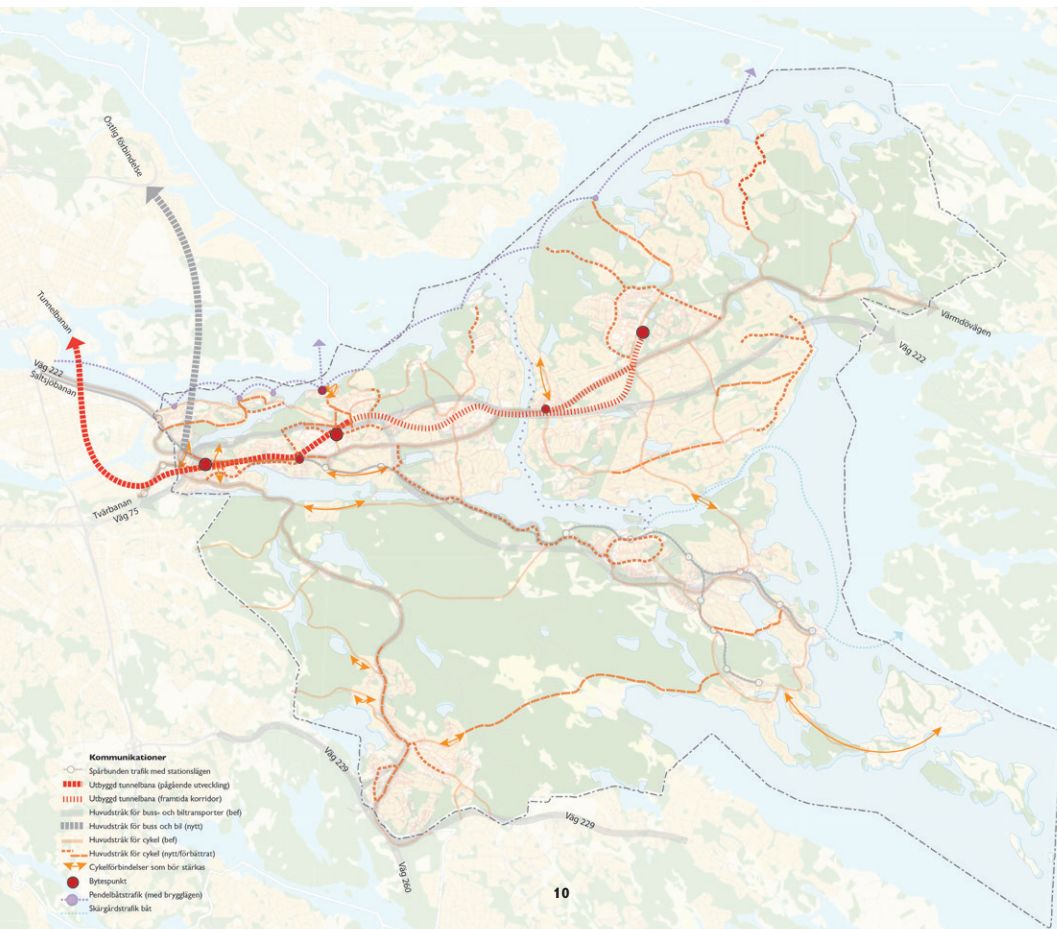 Östlig förbindelse
Tunnelbanan
Väg 222
Saltsjöbanan
Värmdövägen
Väg 222
Tvärbanan
Väg 75
Väg 229
Väg 229
Väg 260
Kommunikationer
Spårbunden trafik med stationslägen
Utbyggd tunnelbana (pågående utveckling)
Utbyggd tunnelbana (framtida korridor)
Huvudstråk för buss- och biltransporter (bef)
Huvudstråk för buss och bil (nytt)
Huvudstråk för cykel (bef)
Huvudstråk för cykel (nytt/förbättrat)
Cykelförbindelser som bör stärkas
Bytespunkt
Pendelbåtstrafik (med brygglägen)
Skärgårdstrafik båt
10